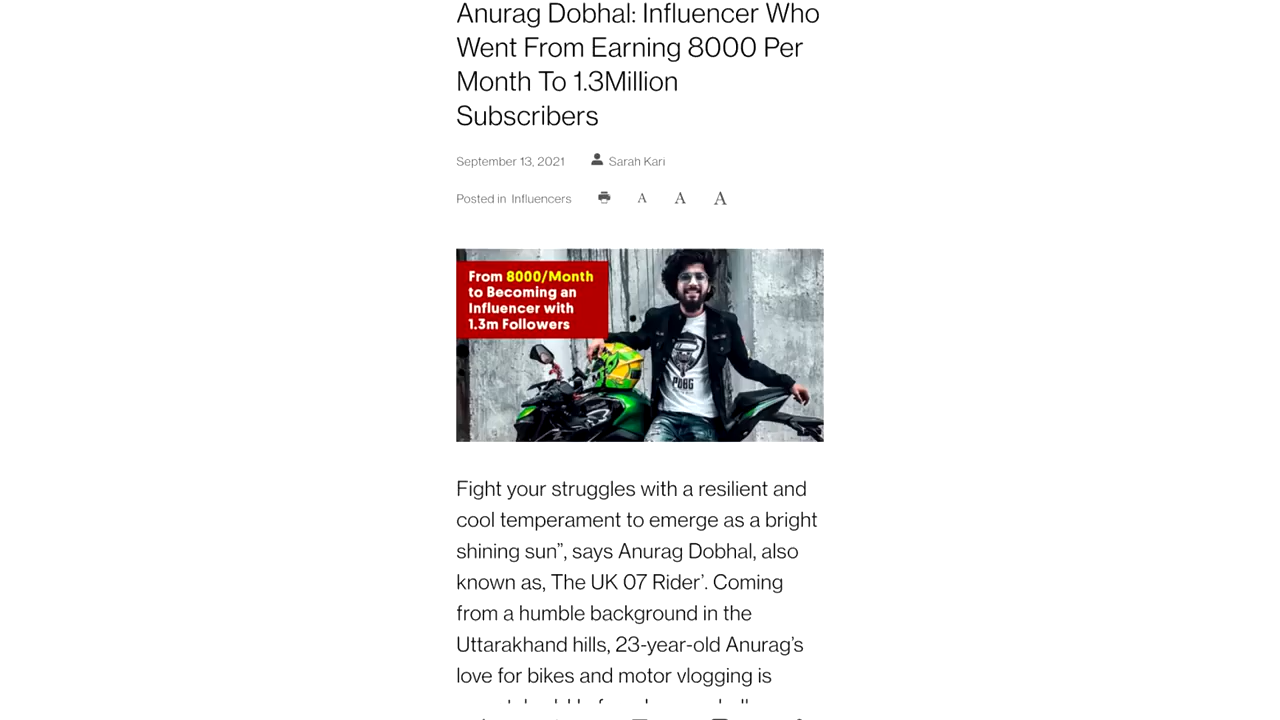 Anurag Dobhal: Influencer Who
Went From Earning 8000 Per
Month To 1.3Million
Subscribers
September 13, 2021 Sarah Kari
Posted in Influencers A A A
From 8000/Month
to Becoming an
Influencer with
1.3m Followers
PUBG
Fight your struggles with a resilient and
cool temperament to emerge as a bright
shining sun”, says Anurag Dobhal, also
known as, The UK 07 Rider’. Coming
from a humble background in the
Uttarakhand hills, 23-year-old Anurag’s
love for bikes and motor vlogging is